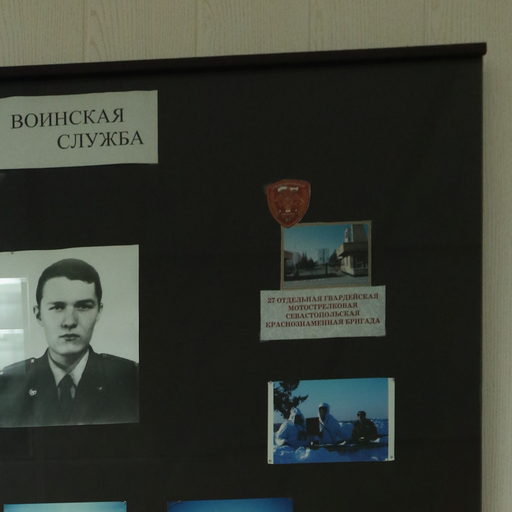 ВОИНСКАЯ
СЛУЖБА
27 ОТДЕЛЬНАЯ ГВАРДЕЙСКАЯ
МОТОСТРЕЛКОВАЯ
СЕВАСТОПОЛЬСКАЯ
КРАСНОЗНАМЕННАЯ БРИГАДА